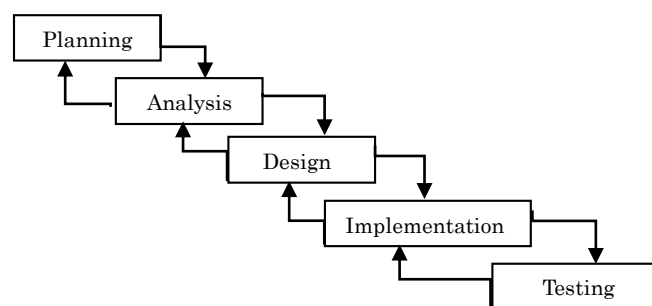 Planning
Analysis
Design
Implementation
Testing